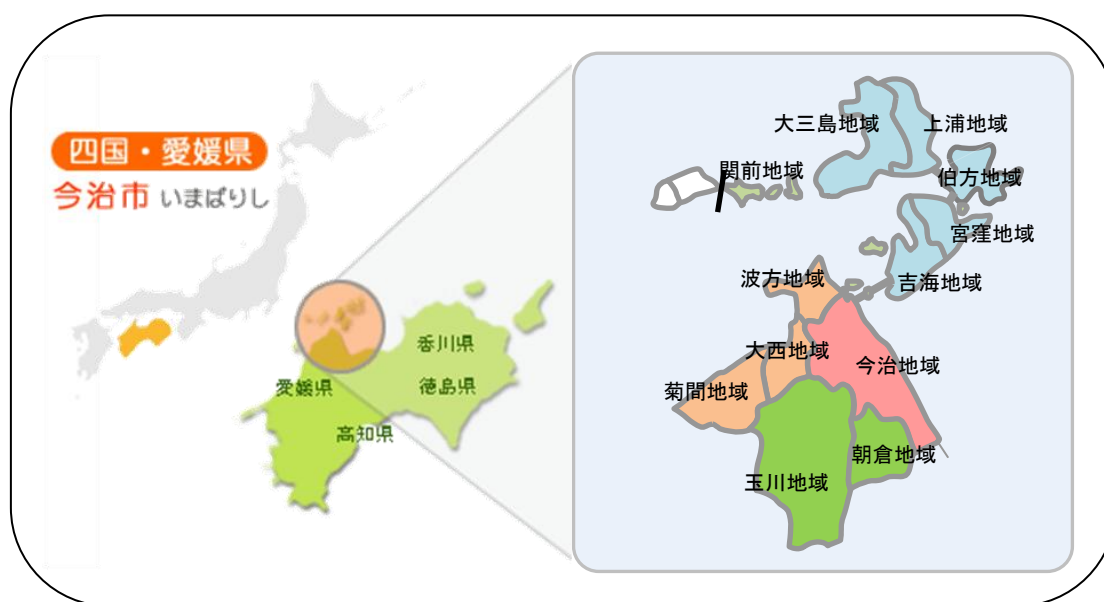 四国・愛媛県
今治市 いまばりし
香川県
愛媛県
徳島県
高知県
大三島地域
上浦地域
関前地域
伯方地域
宮窪地域
波方地域
吉海地域
大西地域
今治地域
菊間地域
朝倉地域
玉川地域